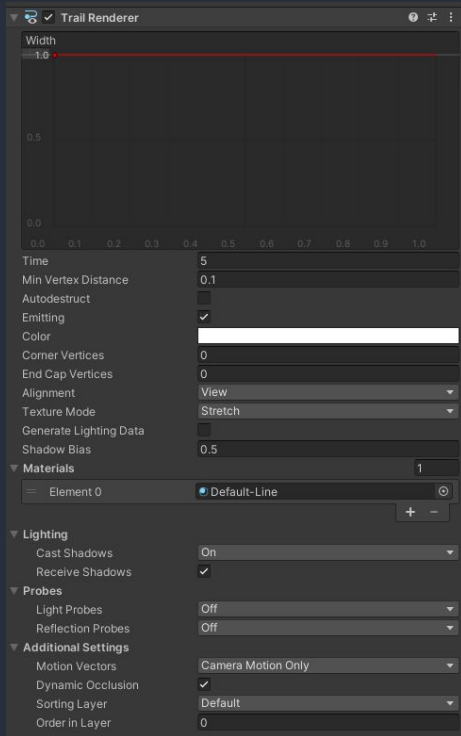 Trail Renderer
Width
1.0
0.5
0.0
0.0 0.1 0.2 0.3 0.4 0.5 0.6 0.7 0.8 0.9 1.0
Time 5
Min Vertex Distance 0.1
Autodestruct
Emitting
Color
Corner Vertices 0
End Cap Vertices 0
Alignment View
Texture Mode Stretch
Generate Lighting Data
Shadow Bias 0.5
Materials 1
Element 0 Default-Line
+ −
Lighting
Cast Shadows On
Receive Shadows
Probes
Light Probes Off
Reflection Probes Off
Additional Settings
Motion Vectors Camera Motion Only
Dynamic Occlusion
Sorting Layer Default
Order in Layer 0